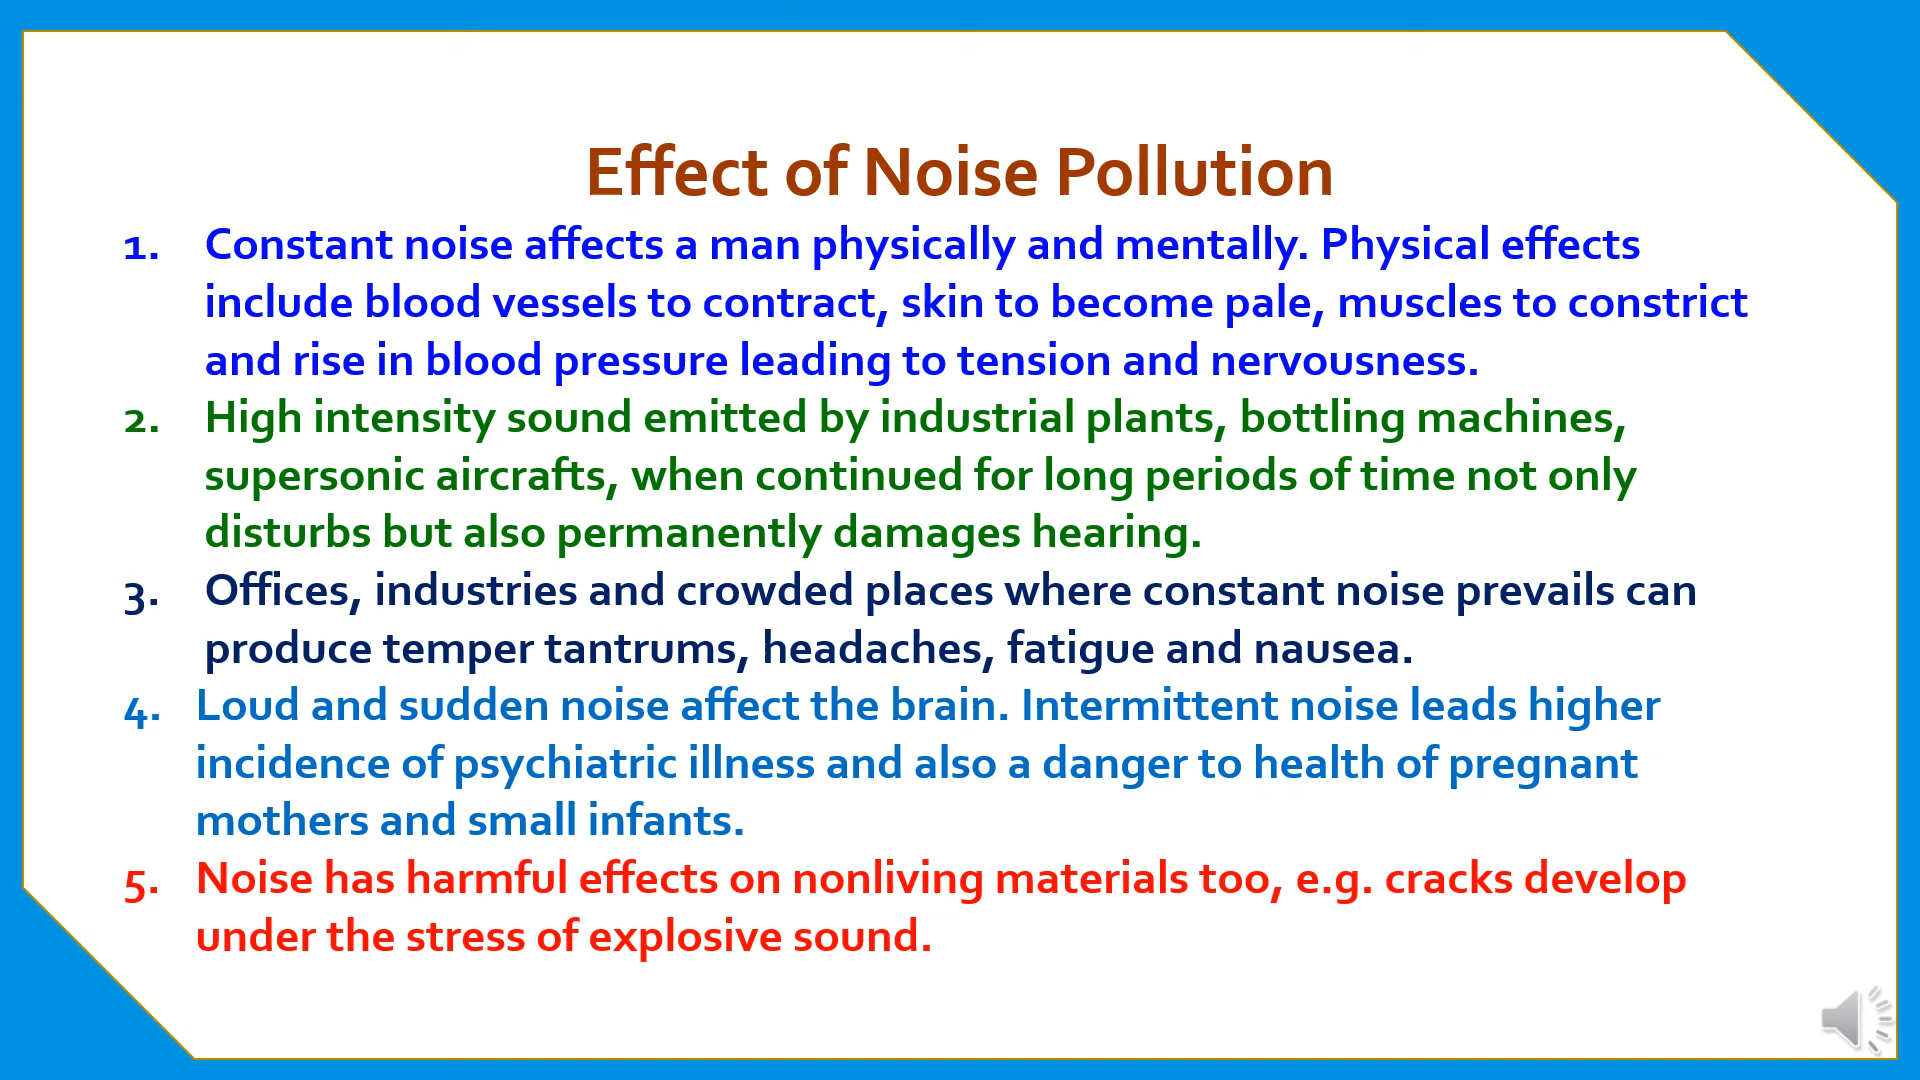 Effect of Noise Pollution
1. Constant noise affects a man physically and mentally. Physical effects
include blood vessels to contract, skin to become pale, muscles to constrict
and rise in blood pressure leading to tension and nervousness.
2. High intensity sound emitted by industrial plants, bottling machines,
supersonic aircrafts, when continued for long periods of time not only
disturbs but also permanently damages hearing.
3. Offices, industries and crowded places where constant noise prevails can
produce temper tantrums, headaches, fatigue and nausea.
4. Loud and sudden noise affect the brain. Intermittent noise leads higher
incidence of psychiatric illness and also a danger to health of pregnant
mothers and small infants.
5. Noise has harmful effects on nonliving materials too, e.g. cracks develop
under the stress of explosive sound.